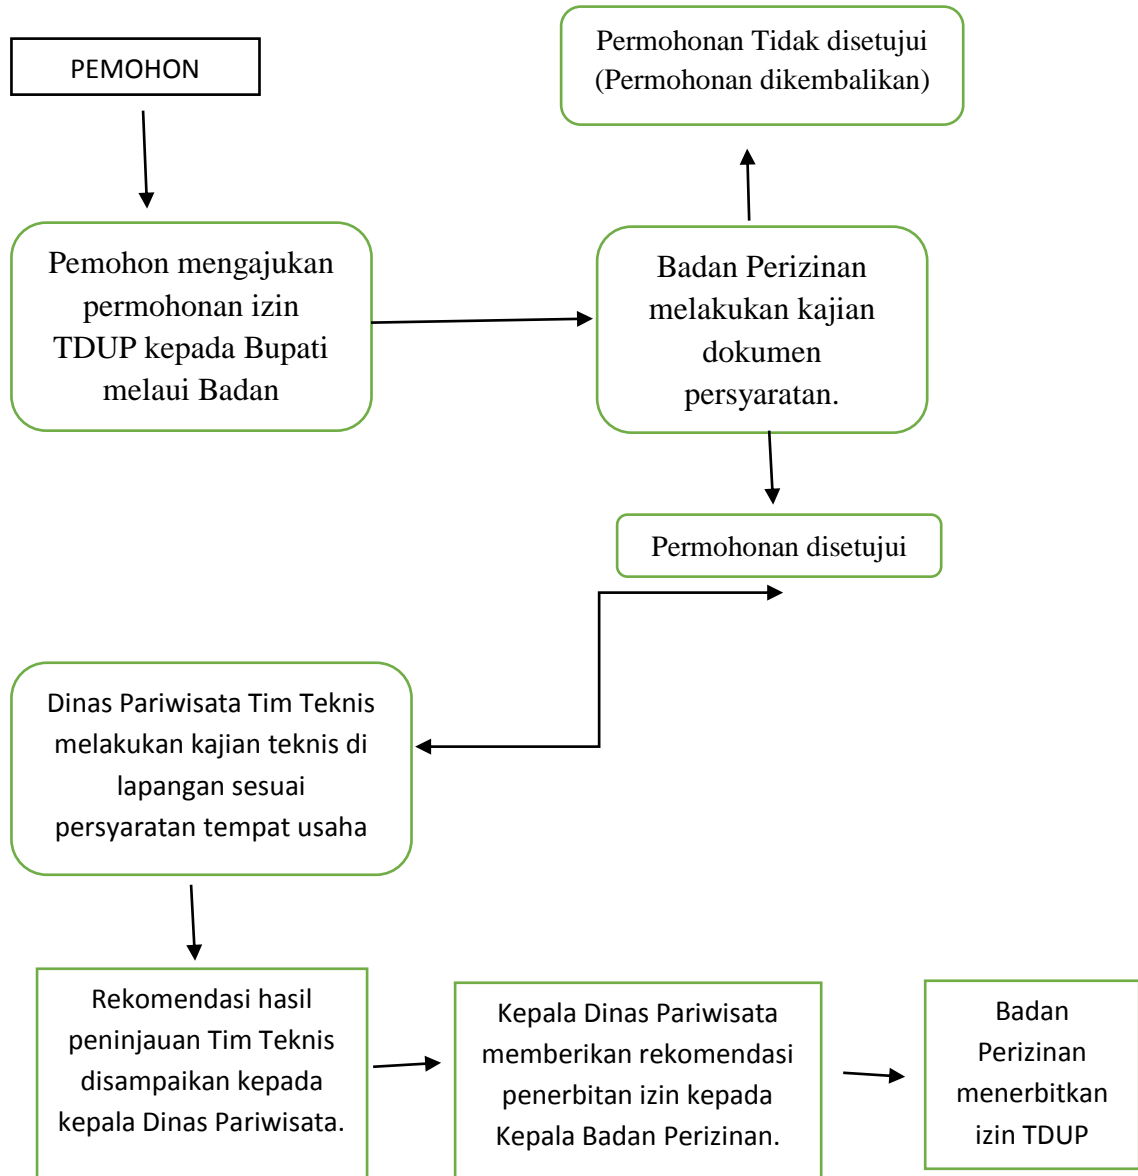 PEMOHON
Permohonan Tidak disetujui
(Permohonan dikembalikan)
Pemohon mengajukan
permohonan izin
TDUP kepada Bupati
melaui Badan
Badan Perizinan
melakukan kajian
dokumen
persyaratan.
Permohonan disetujui
Dinas Pariwisata Tim Teknis
melakukan kajian teknis di
lapangan sesuai
persyaratan tempat usaha
Rekomendasi hasil
peninjauan Tim Teknis
disampaikan kepada
kepala Dinas Pariwisata.
Kepala Dinas Pariwisata
memberikan rekomendasi
penerbitan izin kepada
Kepala Badan Perizinan.
Badan
Perizinan
menerbitkan
izin TDUP